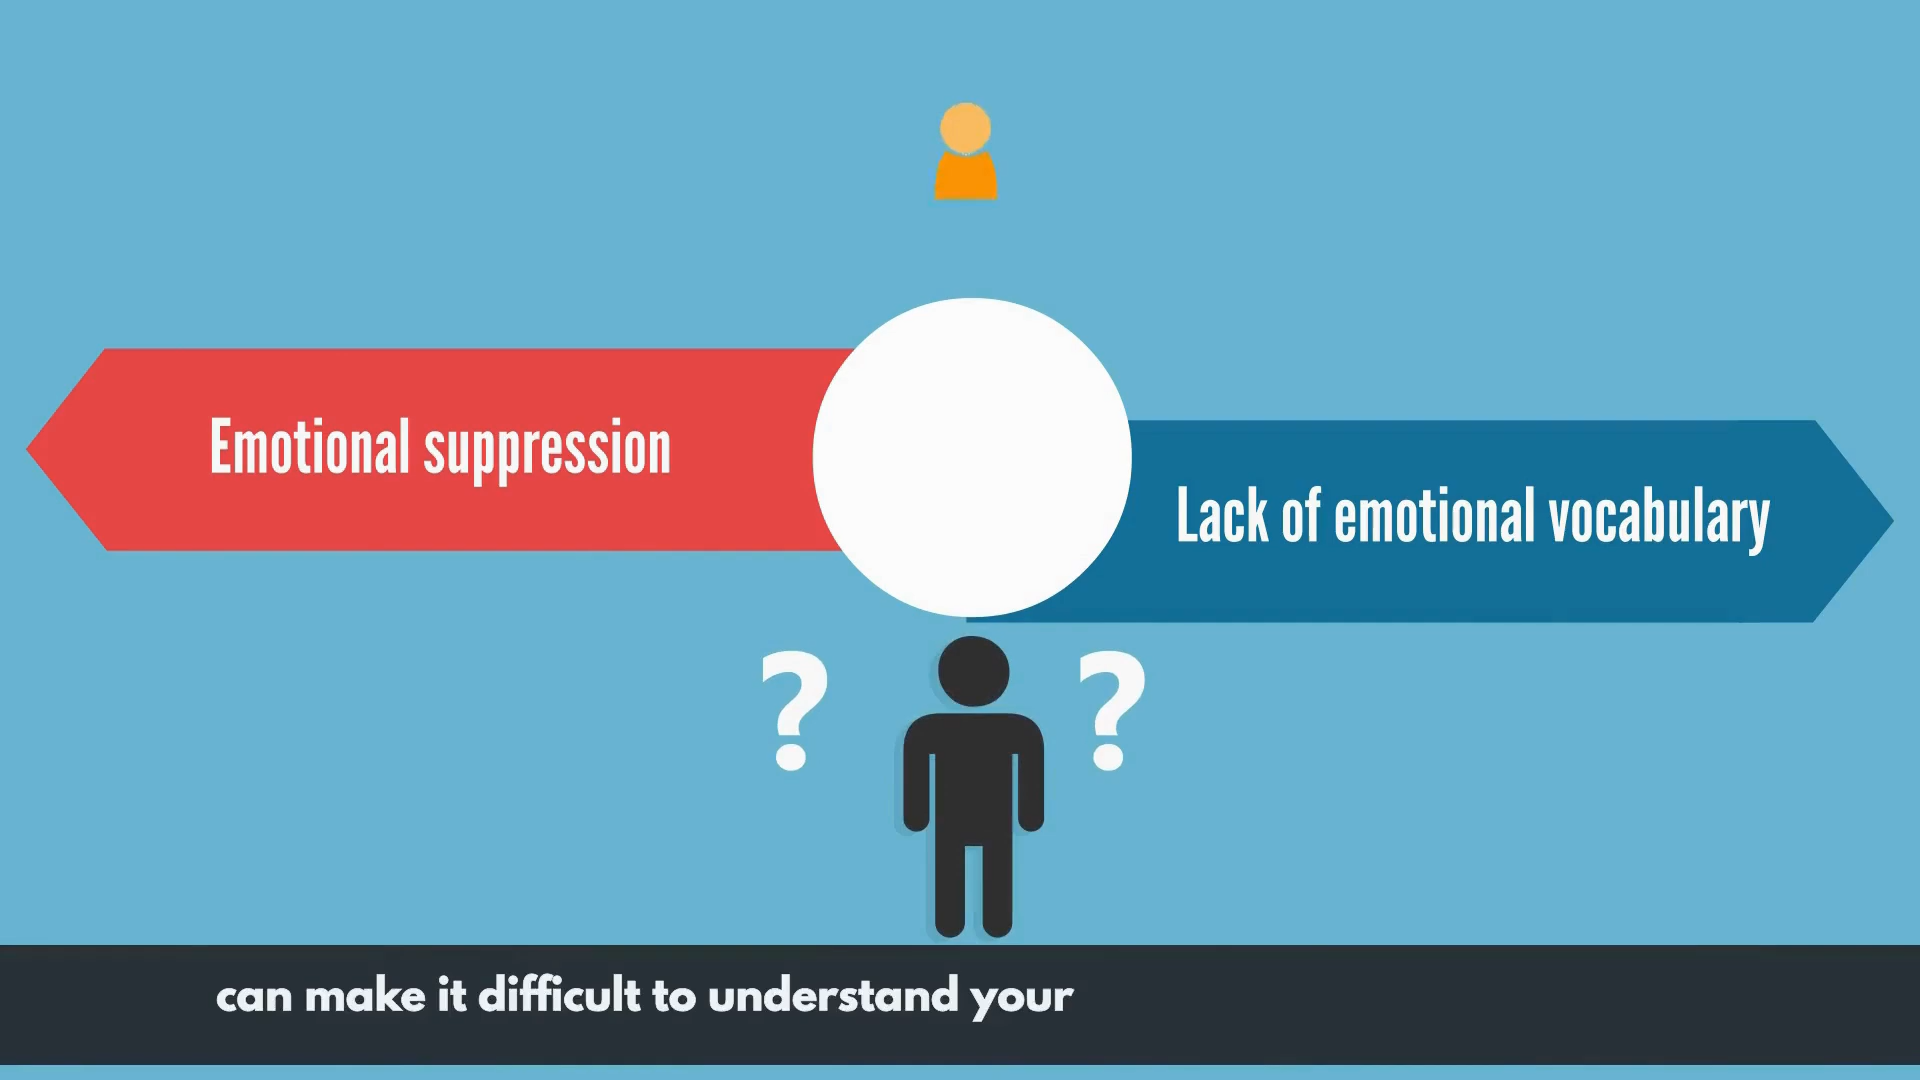 Emotional suppression
Lack of emotional vocabulary
? ?
can make it difficult to understand your